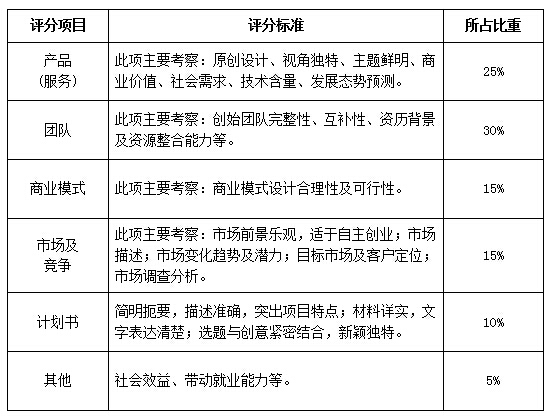 评分项目
评分标准
所占比重
产品
(服务)
此项主要考察：原创设计、视角独特、主题鲜明、商
业价值、社会需求、技术含量、发展态势预测。
25%
团队
此项主要考察：创始团队完整性、互补性、资历背景
及资源整合能力等。
30%
商业模式
此项主要考察：商业模式设计合理性及可行性。
15%
市场及
竞争
此项主要考察：市场前景乐观，适于自主创业；市场
描述；市场变化趋势及潜力；目标市场及客户定位；
市场调查分析。
15%
计划书
简明扼要，描述准确，突出项目特点；材料详实，文
字表达清楚；选题与创意紧密结合，新颖独特。
10%
其他
社会效益、带动就业能力等。
5%